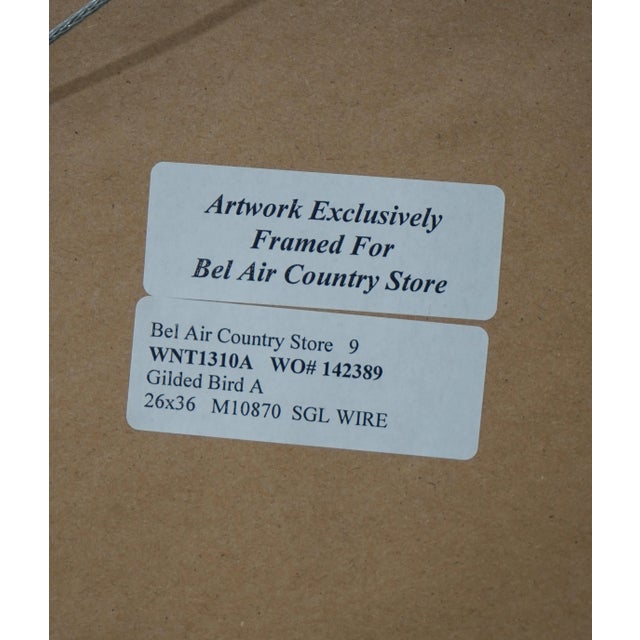 Artwork Exclusively
Framed For
Bel Air Country Store
Bel Air Country Store 9
WNT1310A WO# 142389
Gilded Bird A
26x36 M10870 SGL WIRE